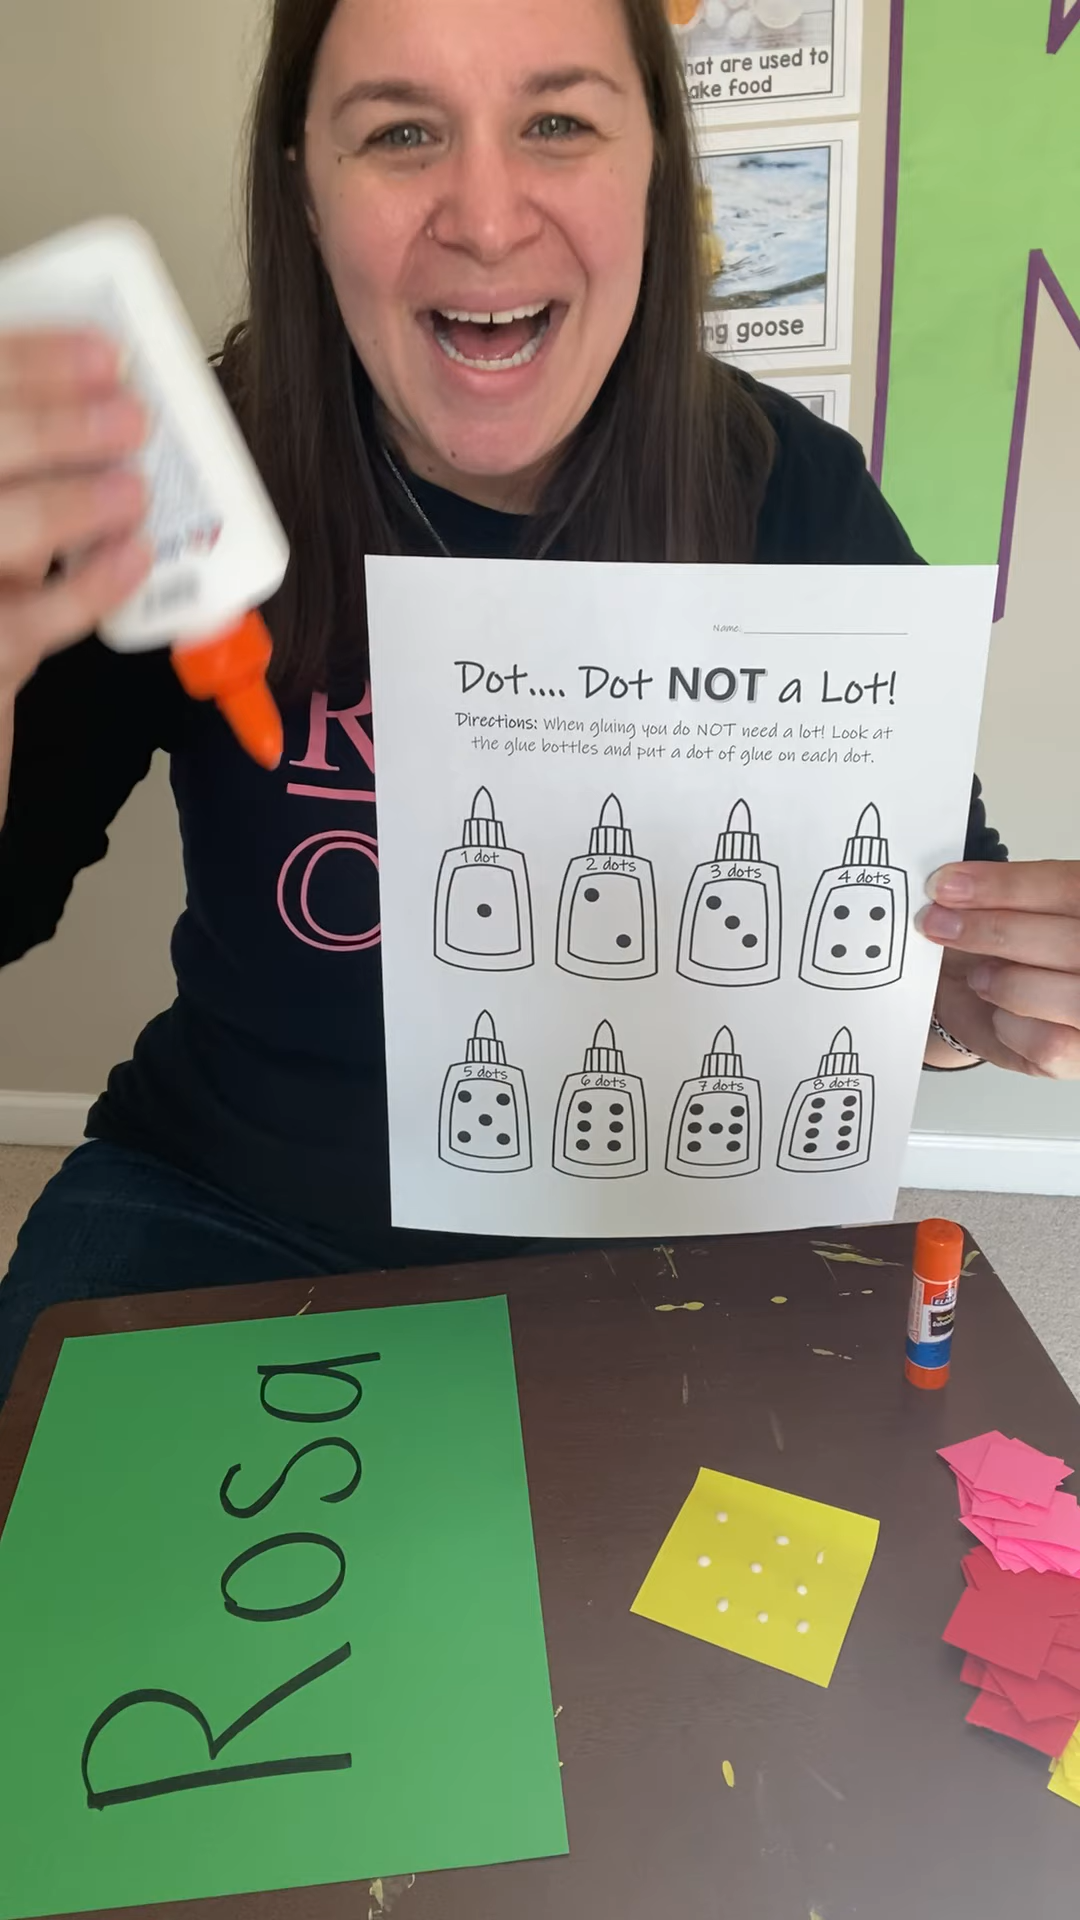 hat are used to
ake food
ng goose
Name:
Dot.... Dot NOT a Lot!
Directions: When gluing you do NOT need a lot! Look at
the glue bottles and put a dot of glue on each dot.
1 dot
2 dots
3 dots
4 dots
5 dots
6 dots
7 dots
8 dots
R
O
Rosa